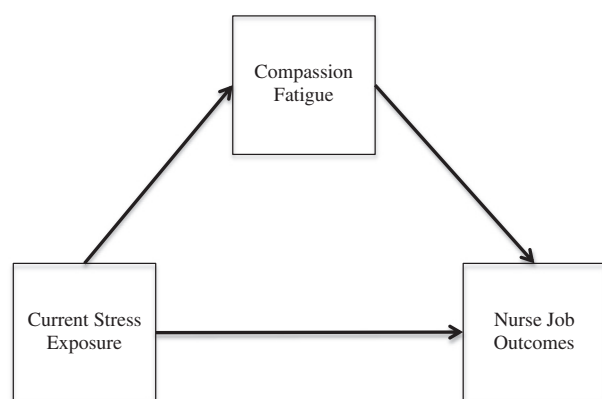 Compassion
Fatigue
Current Stress
Exposure
Nurse Job
Outcomes